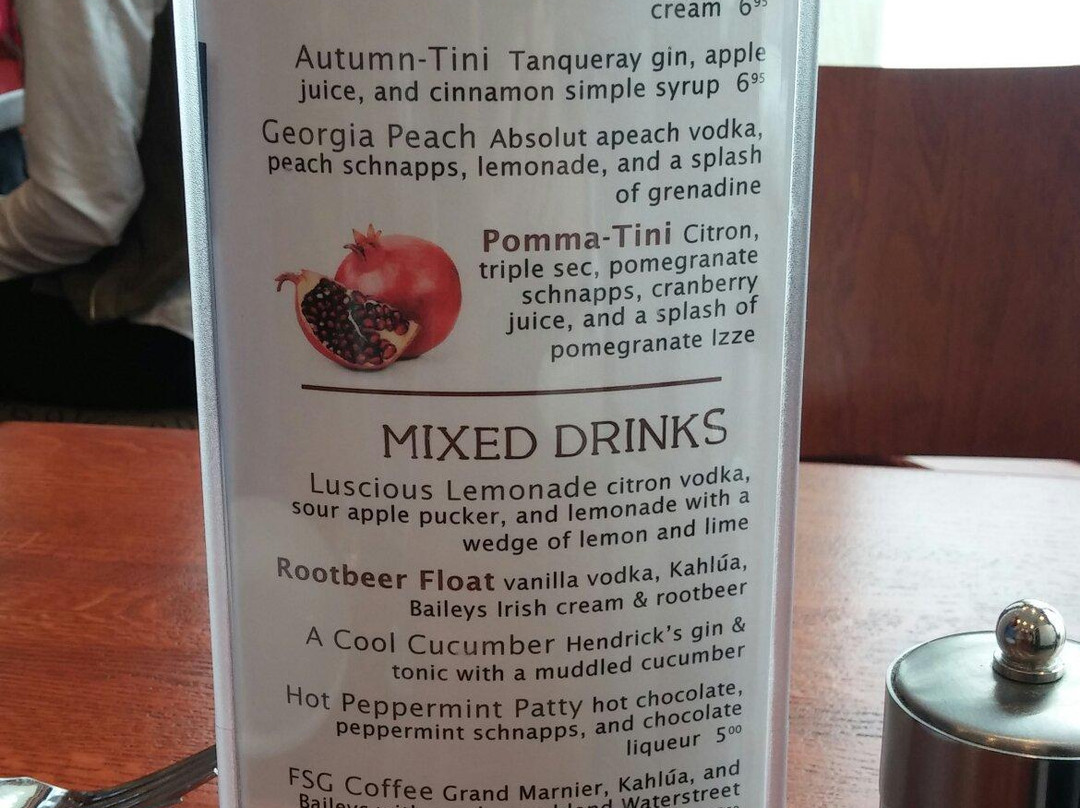 cream 6⁹⁵
Autumn-Tini Tanqueray gin, apple
juice, and cinnamon simple syrup 6⁹⁵
Georgia Peach Absolut apeach vodka,
peach schnapps, lemonade, and a splash
of grenadine
Pomma-Tini Citron,
triple sec, pomegranate
schnapps, cranberry
juice, and a splash of
pomegranate Izze
MIXED DRINKS
Luscious Lemonade citron vodka,
sour apple pucker, and lemonade with a
wedge of lemon and lime
Rootbeer Float vanilla vodka, Kahlúa,
Baileys Irish cream & rootbeer
A Cool Cucumber Hendrick's gin &
tonic with a muddled cucumber
Hot Peppermint Patty hot chocolate,
peppermint schnapps, and chocolate
liqueur 5⁰⁰
FSG Coffee Grand Marnier, Kahlúa, and
Baileys Waterstreet